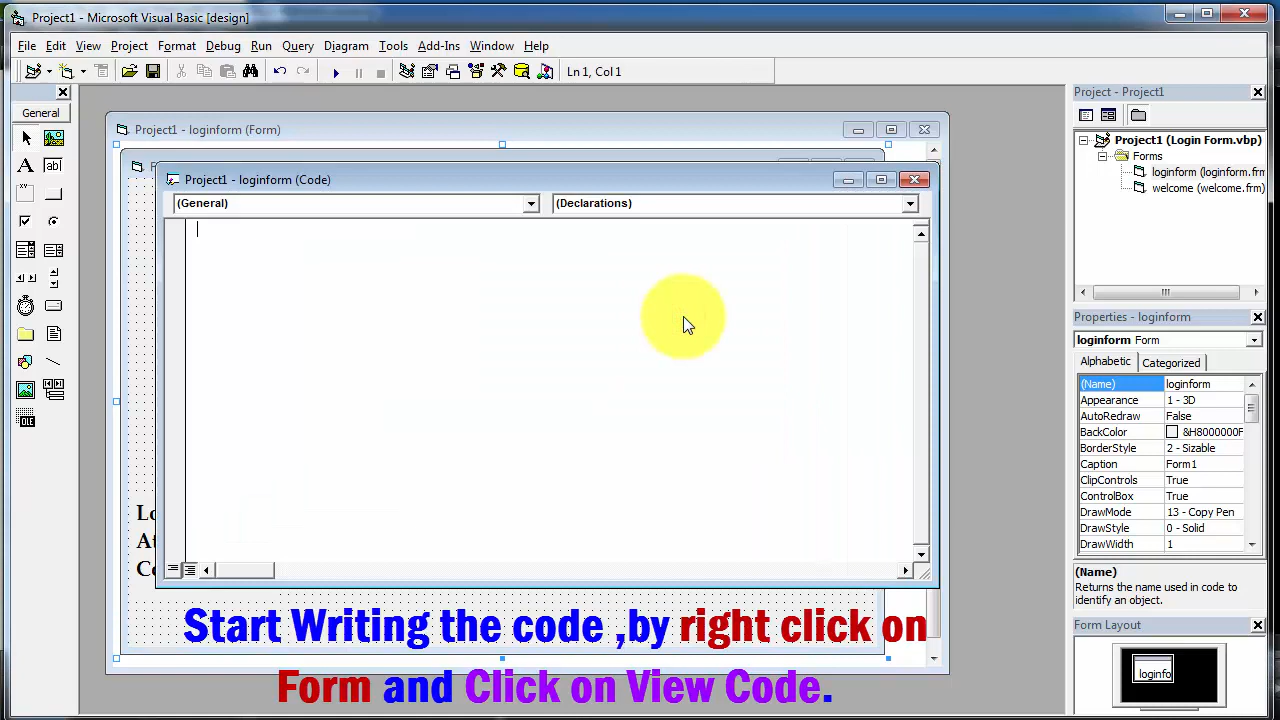 Project1 - Microsoft Visual Basic [design]
File Edit View Project Format Debug Run Query Diagram Tools Add-Ins Window Help
Ln 1, Col 1
General
Project1 - loginform (Form)
Project1 - loginform (Code)
(General) (Declarations)
Lo
At
Co
Project - Project1
Project1 (Login Form.vbp)
Forms
loginform (loginform.frm
welcome (welcome.frm)
Properties - loginform
loginform Form
Alphabetic Categorized
(Name) loginform
Appearance 1 - 3D
AutoRedraw False
BackColor &H8000000F
BorderStyle 2 - Sizable
Caption Form1
ClipControls True
ControlBox True
DrawMode 13 - Copy Pen
DrawStyle 0 - Solid
DrawWidth 1
(Name)
Returns the name used in code to
identify an object.
Form Layout
loginfo
Start Writing the code ,by right click on
Form and Click on View Code.